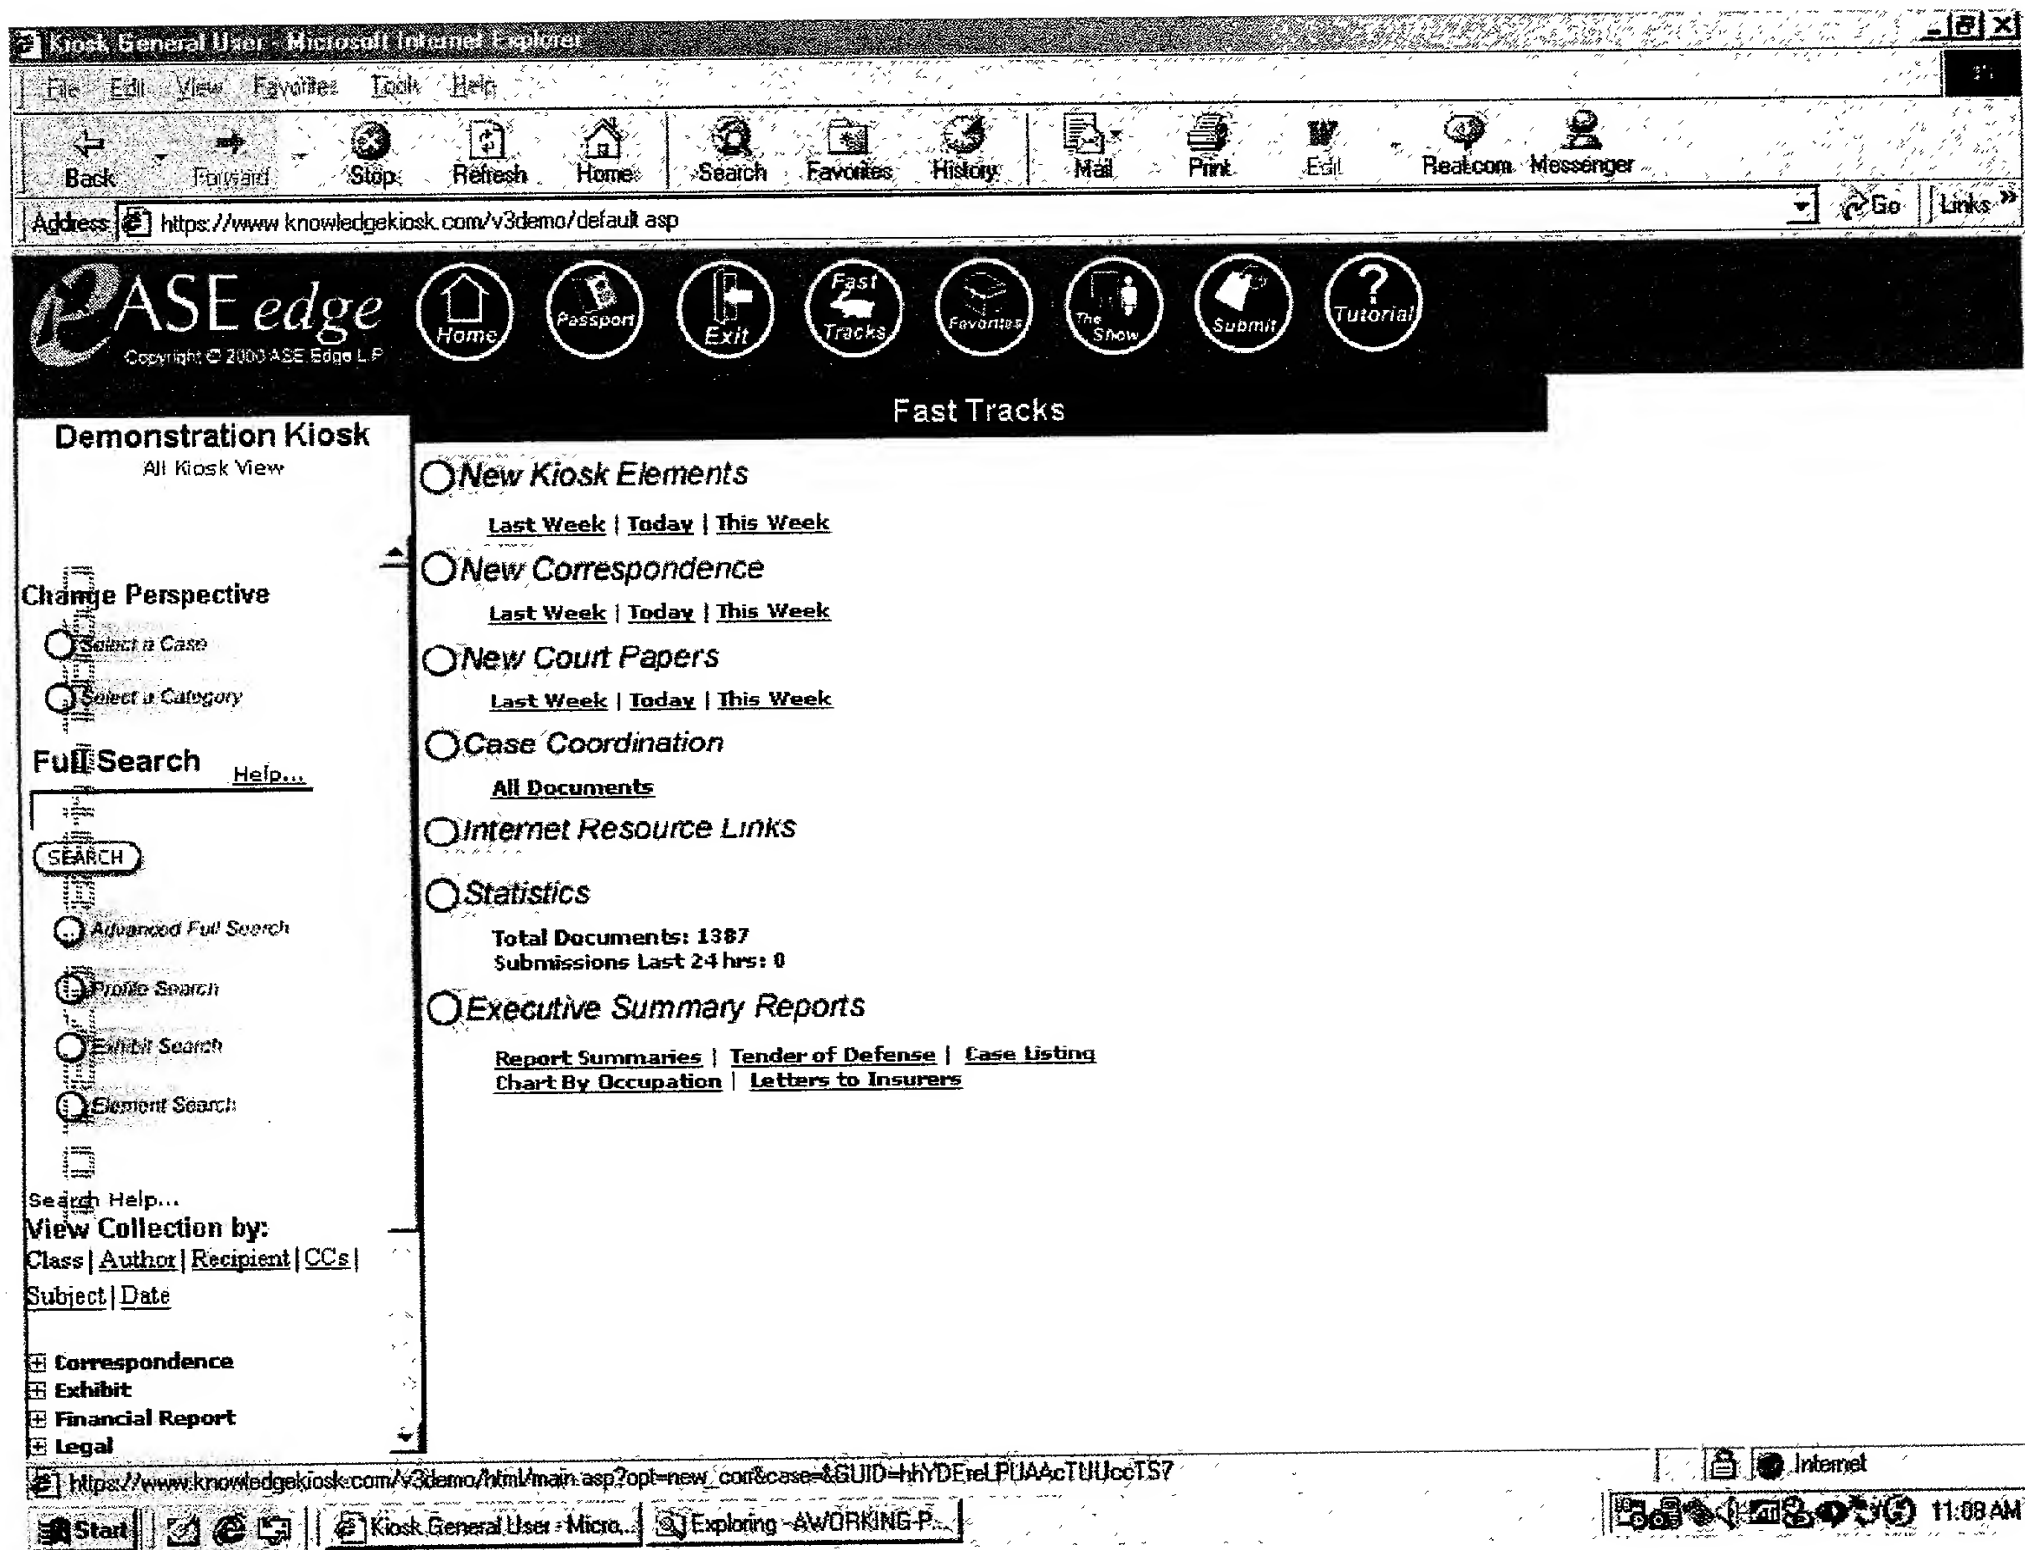 Kiosk General User - Microsoft Internet Explorer
File Edit View Favorites Tools Help
Back Forward Stop Refresh Home Search Favorites History Mail Print Edit Real.com Messenger
Address https://www.knowledgekiosk.com/v3demo/default.asp Go Links »
ASE edge
Copyright © 2000 ASE Edge L.P.
Home Passport Exit Fast Tracks Favorites The Show Submit ? Tutorial
Fast Tracks
Demonstration Kiosk
All Kiosk View
Change Perspective
Select a Case
Select a Category
Full Search Help...
SEARCH
Advanced Full Search
Profile Search
Exhibit Search
Element Search
Search Help...
View Collection by:
Class | Author | Recipient | CCs |
Subject | Date
Correspondence
Exhibit
Financial Report
Legal
New Kiosk Elements
Last Week | Today | This Week
New Correspondence
Last Week | Today | This Week
New Court Papers
Last Week | Today | This Week
Case Coordination
All Documents
Internet Resource Links
Statistics
Total Documents: 1387
Submissions Last 24 hrs: 0
Executive Summary Reports
Report Summaries | Tender of Defense | Case Listing
Chart By Occupation | Letters to Insurers
https://www.knowledgekiosk.com/v3demo/html/main.asp?opt=new_corr&case=&GUID= Internet
Start Kiosk General User - Micro... Exploring - AWORKING-P... 11:08 AM